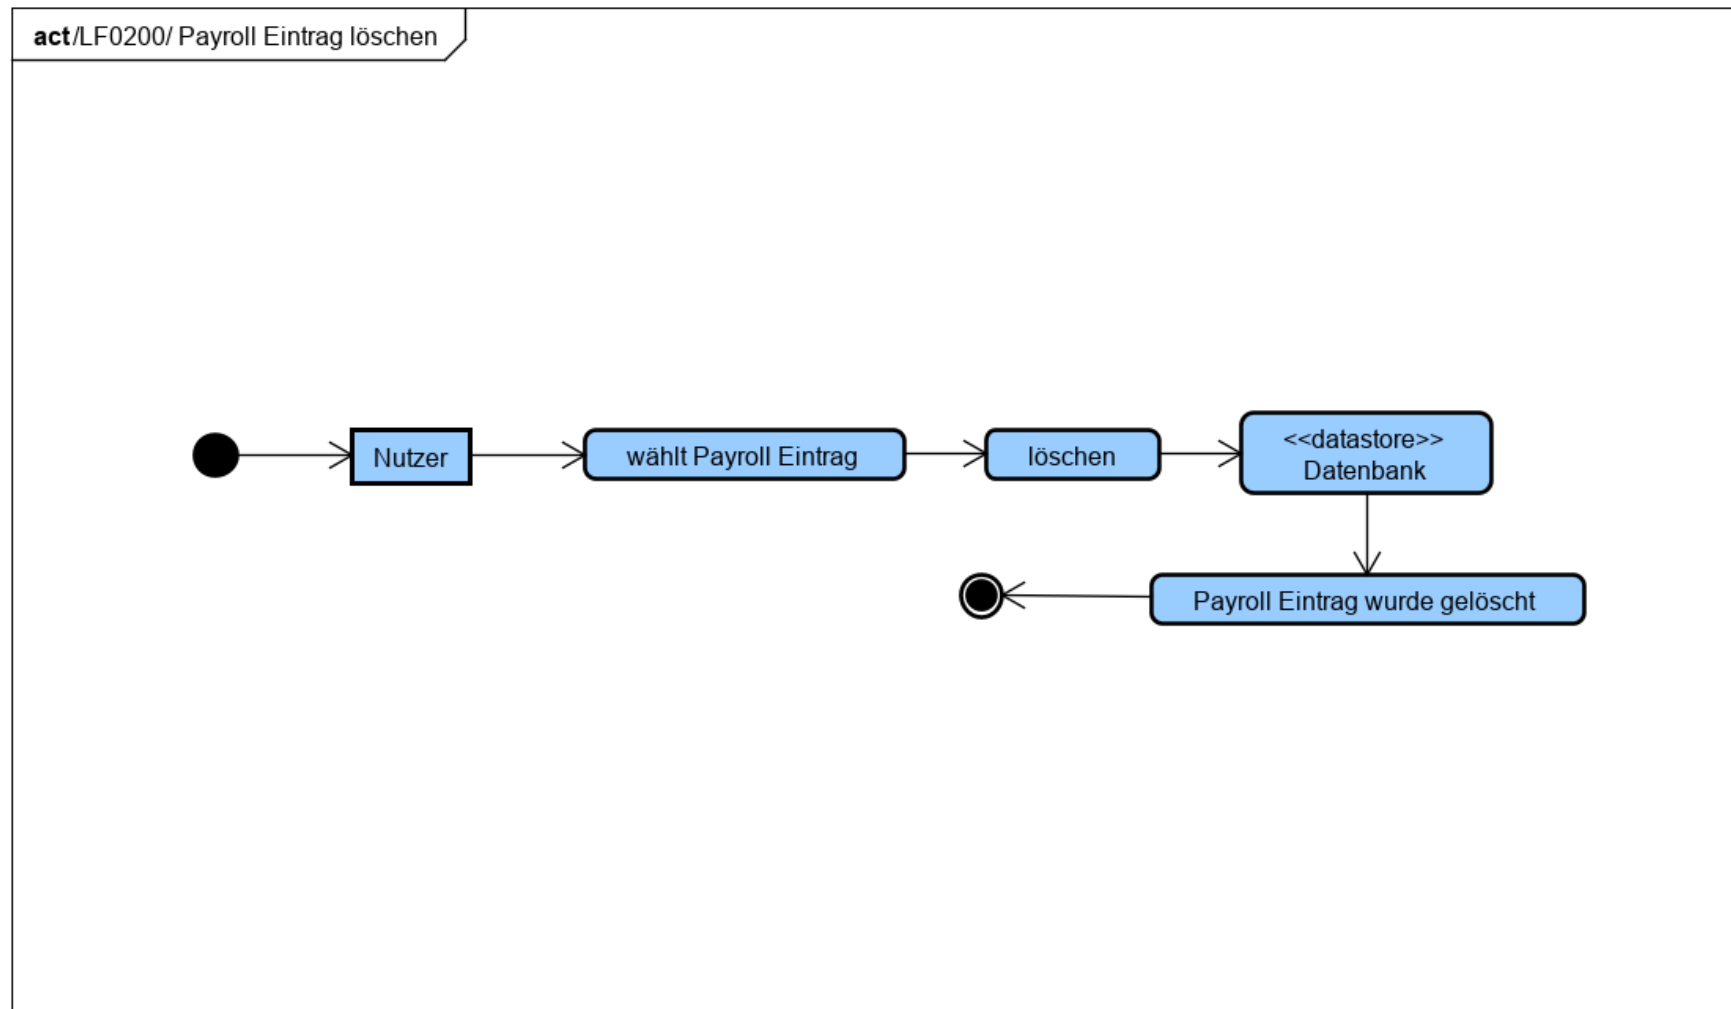 act/LF0200/ Payroll Eintrag löschen
Nutzer
wählt Payroll Eintrag
löschen
<<datastore>>
Datenbank
Payroll Eintrag wurde gelöscht